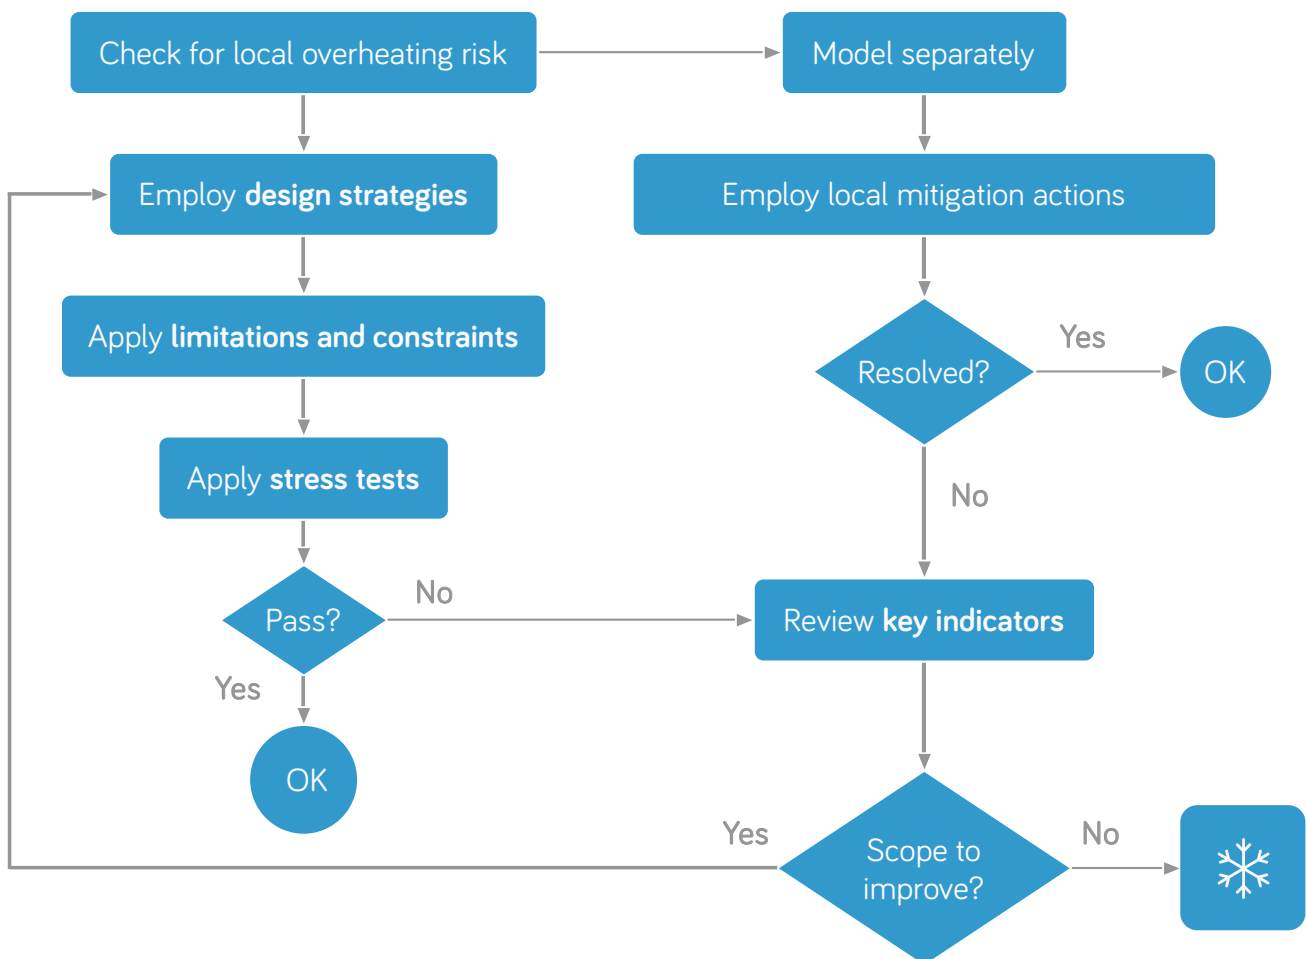 Check for local overheating risk
Model separately
Employ design strategies
Employ local mitigation actions
Apply limitations and constraints
Resolved?
Yes
OK
Apply stress tests
No
Pass?
No
Review key indicators
Yes
OK
Yes
Scope to
improve?
No